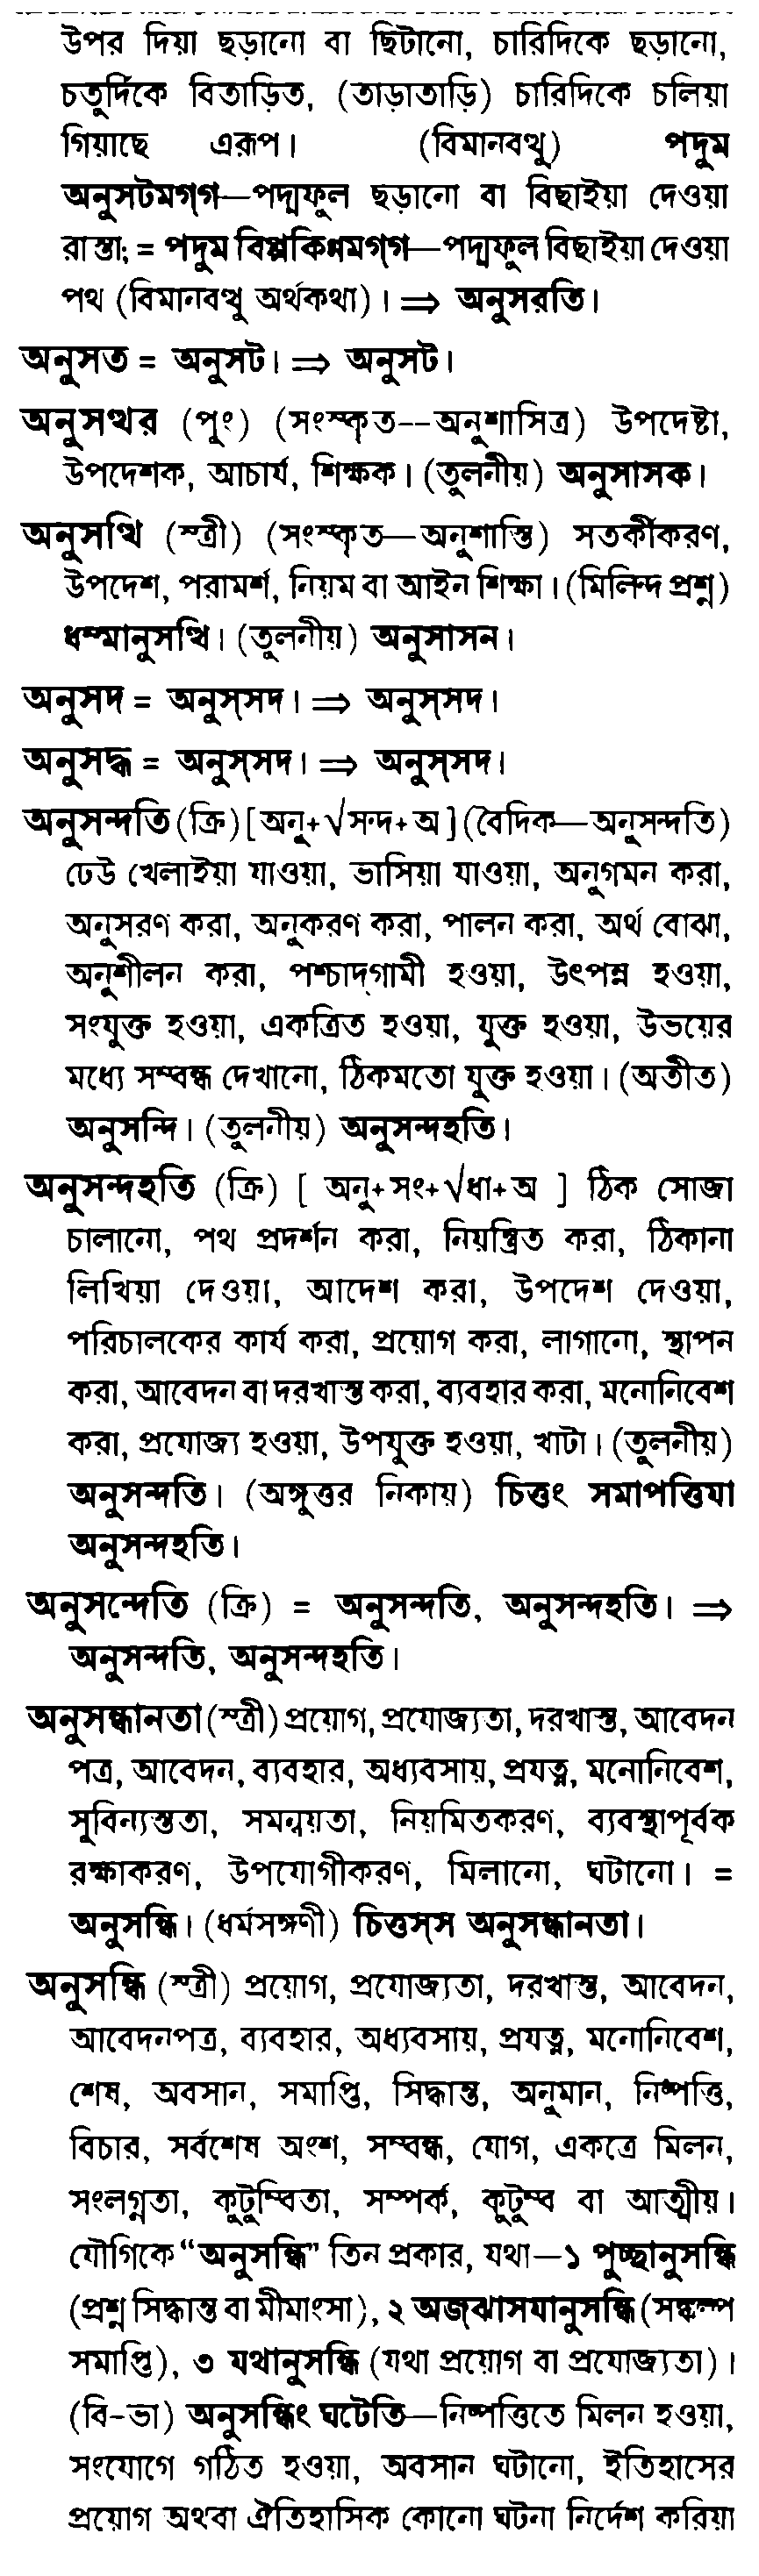 উপর দিয়া ছড়ানো বা ছিটানো, চারিদিকে ছড়ানো,
চতুর্দিকে বিতাড়িত, (তাড়াতাড়ি) চারিদিকে চলিয়া
গিয়াছে এরূপ। (বিমানবত্থু) পদুম
অনুসটমগ্‌গ—পদ্মফুল ছড়ানো বা বিছাইয়া দেওয়া
রাস্তা; = পদুম বিপ্পকিণ্ণমগ্‌গ—পদ্মফুল বিছাইয়া দেওয়া
পথ (বিমানবত্থু অর্থকথা)। ⇒ অনুসরতি।
অনুসত = অনুসট। ⇒ অনুসট।
অনুসত্থর (পুং) (সংস্কৃত--অনুশাসিত্র) উপদেষ্টা,
উপদেশক, আচার্য, শিক্ষক। (তুলনীয়) অনুসাসক।
অনুসত্থি (স্ত্রী) (সংস্কৃত—অনুশাস্তি) সতর্কীকরণ,
উপদেশ, পরামর্শ, নিয়ম বা আইন শিক্ষা। (মিলিন্দ প্রশ্ন)
ধম্মানুসত্থি। (তুলনীয়) অনুসাসন।
অনুসদ = অনুস্‌সদ। ⇒ অনুস্‌সদ।
অনুসদ্ধ = অনুস্‌সদ। ⇒ অনুস্‌সদ।
অনুসন্দতি (ক্রি) [ অনু+√সন্দ+অ ] (বৈদিক—অনুসন্দতি)
ঢেউ খেলাইয়া যাওয়া, ভাসিয়া যাওয়া, অনুগমন করা,
অনুসরণ করা, অনুকরণ করা, পালন করা, অর্থ বোঝা,
অনুশীলন করা, পশ্চাদ্‌গামী হওয়া, উৎপন্ন হওয়া,
সংযুক্ত হওয়া, একত্রিত হওয়া, যুক্ত হওয়া, উভয়ের
মধ্যে সম্বন্ধ দেখানো, ঠিকমতো যুক্ত হওয়া। (অতীত)
অনুসন্দি। (তুলনীয়) অনুসন্দহতি।
অনুসন্দহতি (ক্রি) [ অনু+সং+√ধা+অ ] ঠিক সোজা
চালানো, পথ প্রদর্শন করা, নিয়ন্ত্রিত করা, ঠিকানা
লিখিয়া দেওয়া, আদেশ করা, উপদেশ দেওয়া,
পরিচালকের কার্য করা, প্রয়োগ করা, লাগানো, স্থাপন
করা, আবেদন বা দরখাস্ত করা, ব্যবহার করা, মনোনিবেশ
করা, প্রযোজ্য হওয়া, উপযুক্ত হওয়া, খাটা। (তুলনীয়)
অনুসন্দতি। (অঙ্গুত্তর নিকায়) চিত্তং সমাপত্তিযা
অনুসন্দহতি।
অনুসন্দেতি (ক্রি) = অনুসন্দতি, অনুসন্দহতি। ⇒
অনুসন্দতি, অনুসন্দহতি।
অনুসন্ধানতা (স্ত্রী) প্রয়োগ, প্রযোজ্যতা, দরখাস্ত, আবেদন
পত্র, আবেদন, ব্যবহার, অধ্যবসায়, প্রযত্ন, মনোনিবেশ,
সুবিন্যস্ততা, সমন্বয়তা, নিয়মিতকরণ, ব্যবস্থাপূর্বক
রক্ষাকরণ, উপযোগীকরণ, মিলানো, ঘটানো। =
অনুসন্ধি। (ধর্মসঙ্গণী) চিত্তস্‌স অনুসন্ধানতা।
অনুসন্ধি (স্ত্রী) প্রয়োগ, প্রযোজ্যতা, দরখাস্ত, আবেদন,
আবেদনপত্র, ব্যবহার, অধ্যবসায়, প্রযত্ন, মনোনিবেশ,
শেষ, অবসান, সমাপ্তি, সিদ্ধান্ত, অনুমান, নিষ্পত্তি,
বিচার, সর্বশেষ অংশ, সম্বন্ধ, যোগ, একত্রে মিলন,
সংলগ্নতা, কুটুম্বিতা, সম্পর্ক, কুটুম্ব বা আত্মীয়।
যৌগিকে “অনুসন্ধি” তিন প্রকার, যথা—১ পুচ্ছানুসন্ধি
(প্রশ্ন সিদ্ধান্ত বা মীমাংসা), ২ অজ্ঝাসযানুসন্ধি (সঙ্কল্প
সমাপ্তি), ৩ যথানুসন্ধি (যথা প্রয়োগ বা প্রযোজ্যতা)।
(বি-ভা) অনুসন্ধিং ঘটেতি—নিষ্পত্তিতে মিলন হওয়া,
সংযোগে গঠিত হওয়া, অবসান ঘটানো, ইতিহাসের
প্রয়োগ অথবা ঐতিহাসিক কোনো ঘটনা নির্দেশ করিয়া